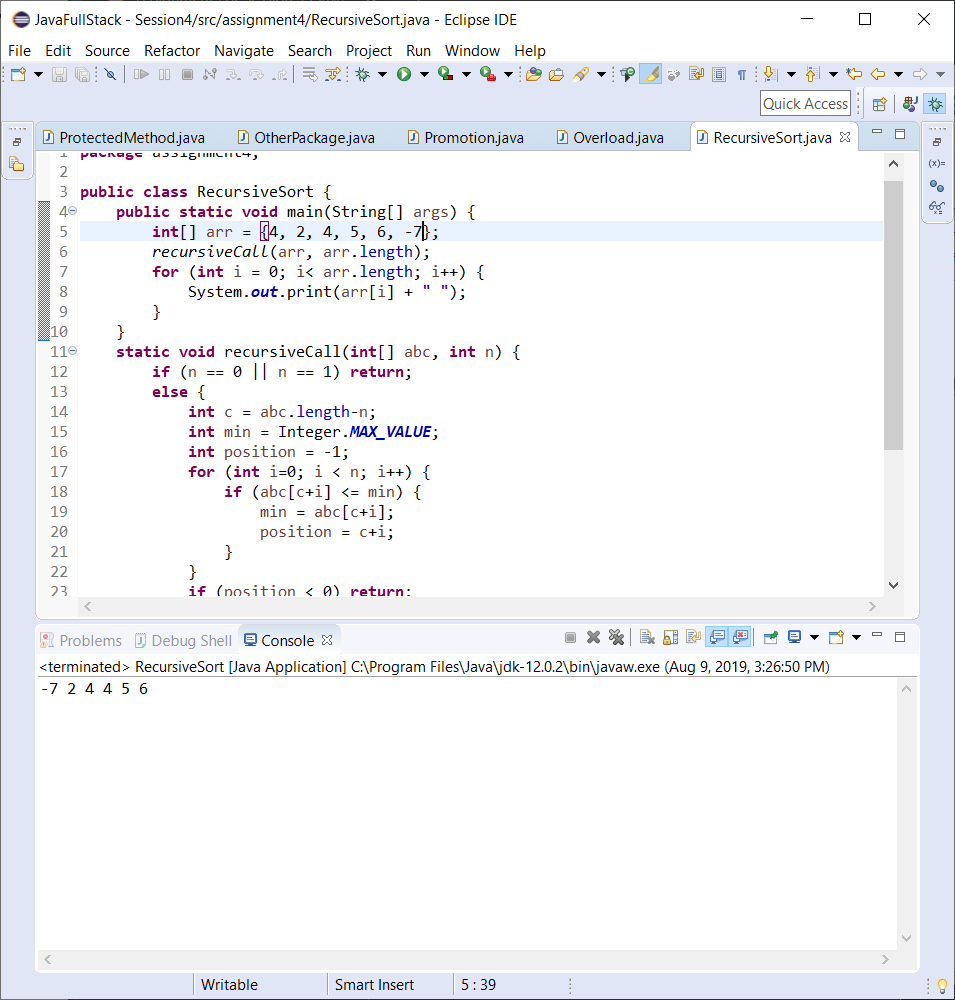 JavaFullStack - Session4/src/assignment4/RecursiveSort.java - Eclipse IDE
File Edit Source Refactor Navigate Search Project Run Window Help
Quick Access
ProtectedMethod.java OtherPackage.java Promotion.java Overload.java RecursiveSort.java
1 package assignment4;
2
3 public class RecursiveSort {
4 public static void main(String[] args) {
5 int[] arr = {4, 2, 4, 5, 6, -7};
6 recursiveCall(arr, arr.length);
7 for (int i = 0; i< arr.length; i++) {
8 System.out.print(arr[i] + " ");
9 }
10 }
11 static void recursiveCall(int[] abc, int n) {
12 if (n == 0 || n == 1) return;
13 else {
14 int c = abc.length-n;
15 int min = Integer.MAX_VALUE;
16 int position = -1;
17 for (int i=0; i < n; i++) {
18 if (abc[c+i] <= min) {
19 min = abc[c+i];
20 position = c+i;
21 }
22 }
23 if (position < 0) return;
Problems Debug Shell Console
<terminated> RecursiveSort [Java Application] C:\Program Files\Java\jdk-12.0.2\bin\javaw.exe (Aug 9, 2019, 3:26:50 PM)
-7 2 4 4 5 6
Writable Smart Insert 5 : 39